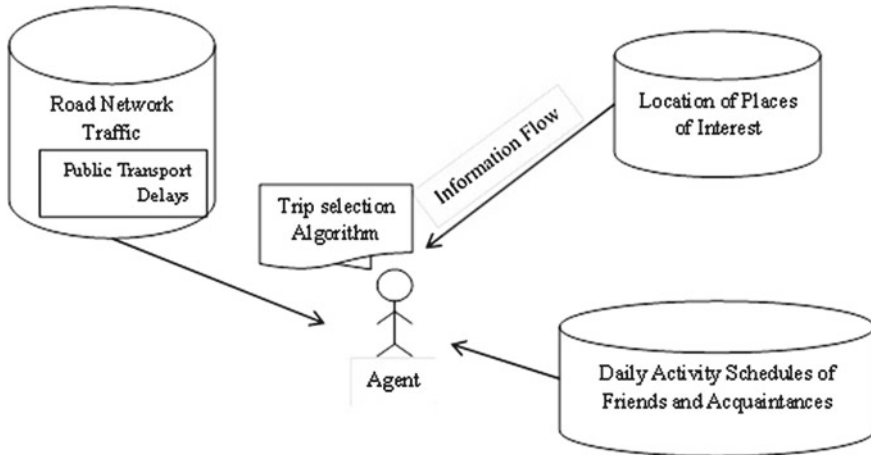 Road Network
Traffic
Public Transport
Delays
Location of Places
of Interest
Information Flow
Trip selection
Algorithm
Agent
Daily Activity Schedules of
Friends and Acquaintances